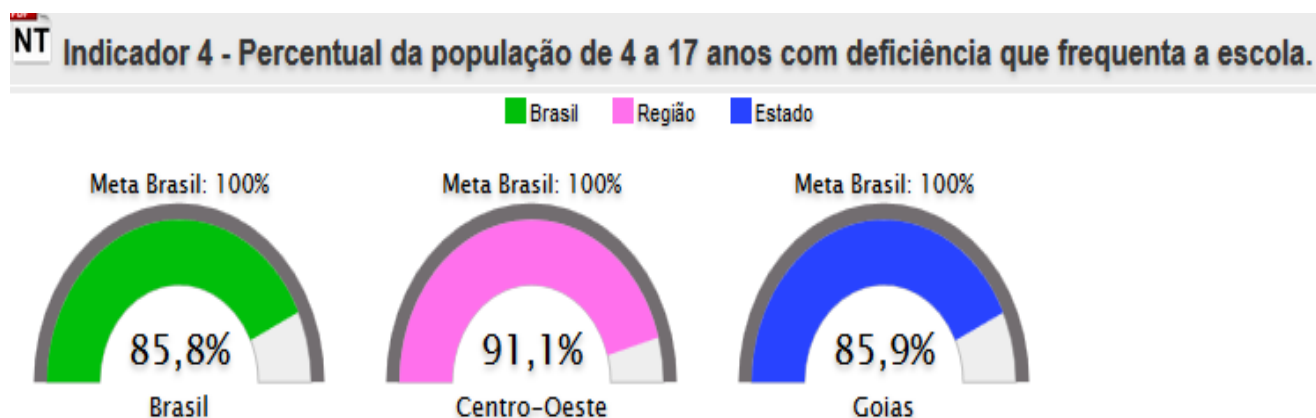 PDF
NT
Indicador 4 - Percentual da população de 4 a 17 anos com deficiência que frequenta a escola.
Brasil Região Estado
Meta Brasil: 100% Meta Brasil: 100% Meta Brasil: 100%
85,8% 91,1% 85,9%
Brasil Centro-Oeste Goias